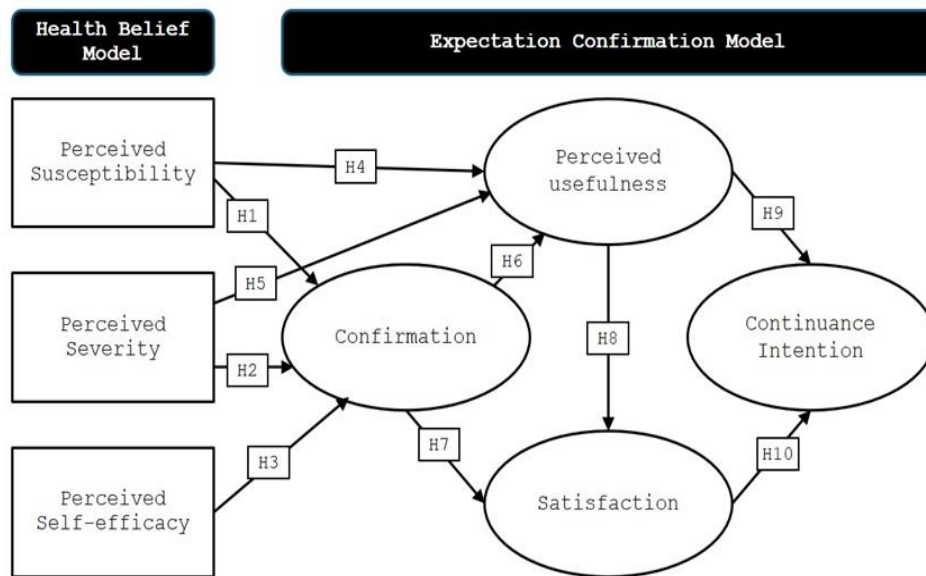 Health Belief
Model
Expectation Confirmation Model
Perceived
Susceptibility
H4
Perceived
usefulness
H1
H9
H5
H6
Perceived
Severity
Confirmation
H8
Continuance
Intention
H2
H7
H3
H10
Perceived
Self-efficacy
Satisfaction